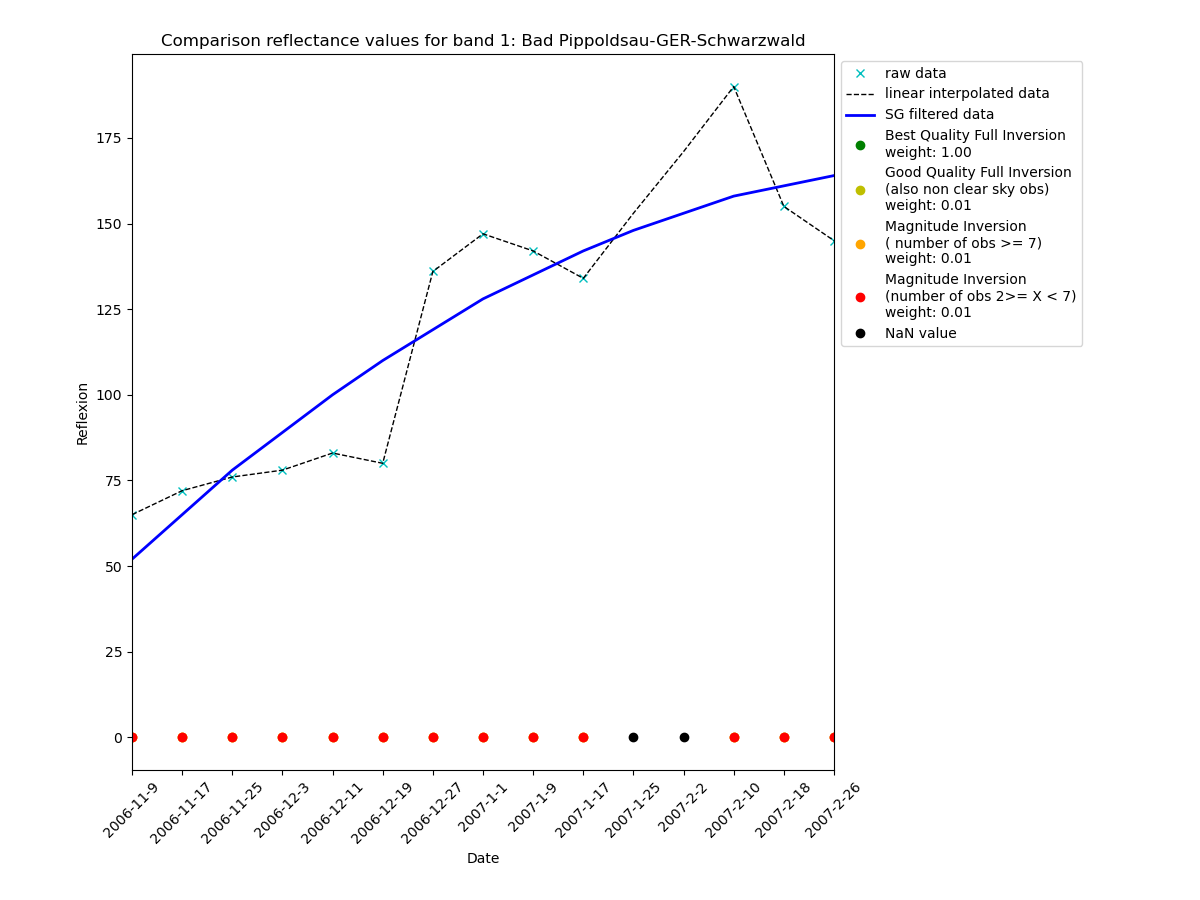 Comparison reflectance values for band 1: Bad Pippoldsau-GER-Schwarzwald
raw data
linear interpolated data
SG filtered data
Best Quality Full Inversion
weight: 1.00
Good Quality Full Inversion
(also non clear sky obs)
weight: 0.01
Magnitude Inversion
( number of obs >= 7)
weight: 0.01
Magnitude Inversion
(number of obs 2>= X < 7)
weight: 0.01
NaN value
Reflexion
175
150
125
100
75
50
25
0
2006-11-9
2006-11-17
2006-11-25
2006-12-3
2006-12-11
2006-12-19
2006-12-27
2007-1-1
2007-1-9
2007-1-17
2007-1-25
2007-2-2
2007-2-10
2007-2-18
2007-2-26
Date